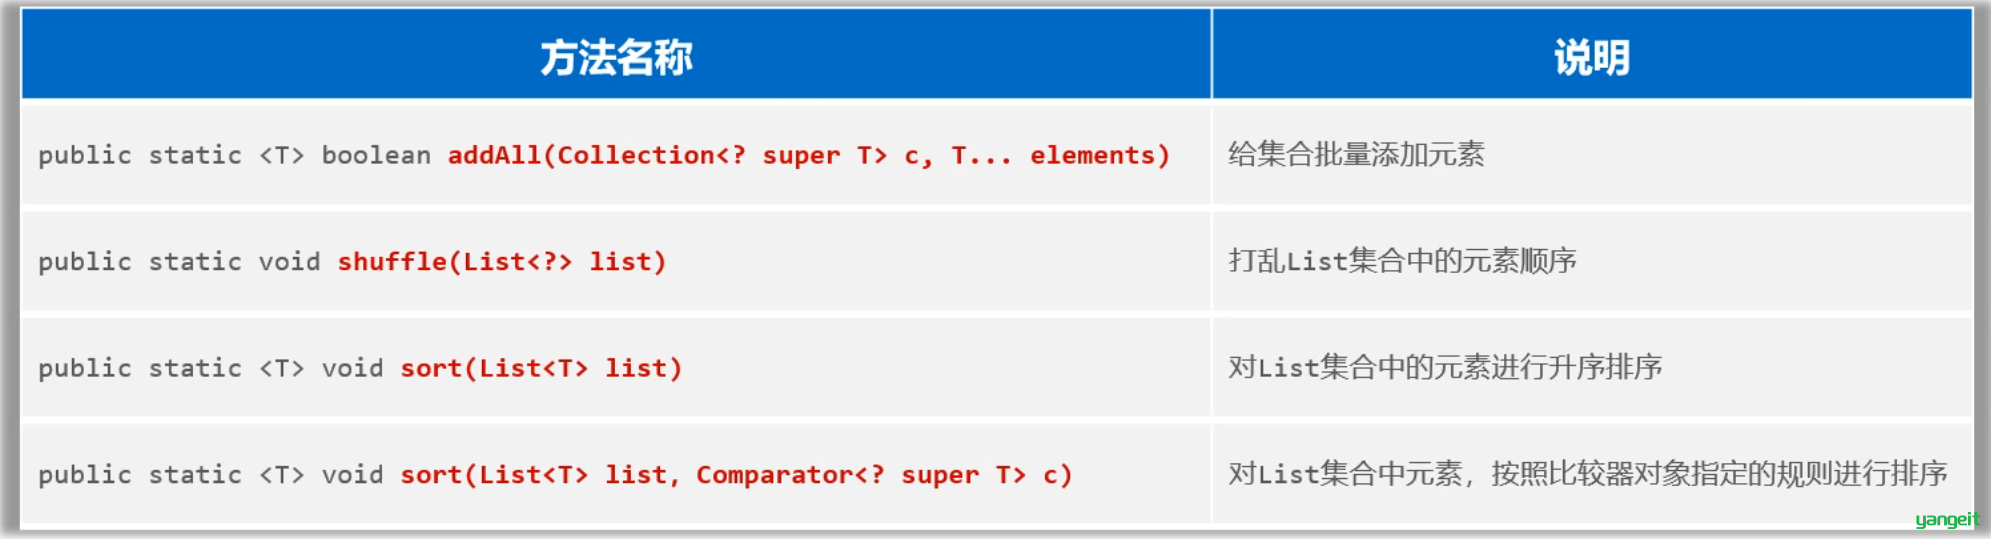 方法名称
说明
public static <T> boolean addAll(Collection<? super T> c, T... elements)
给集合批量添加元素
public static void shuffle(List<?> list)
打乱List集合中的元素顺序
public static <T> void sort(List<T> list)
对List集合中的元素进行升序排序
public static <T> void sort(List<T> list, Comparator<? super T> c)
对List集合中元素，按照比较器对象指定的规则进行排序
yangeit